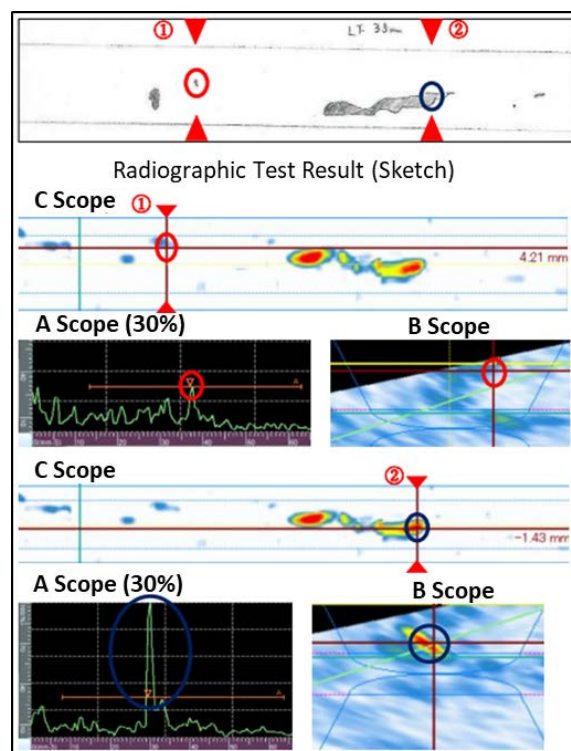 ① LT. 38mm ②
Radiographic Test Result (Sketch)
C Scope ①
4.21 mm
A Scope (30%) B Scope
A
②
C Scope
-1.43 mm
A Scope (30%) B Scope
A